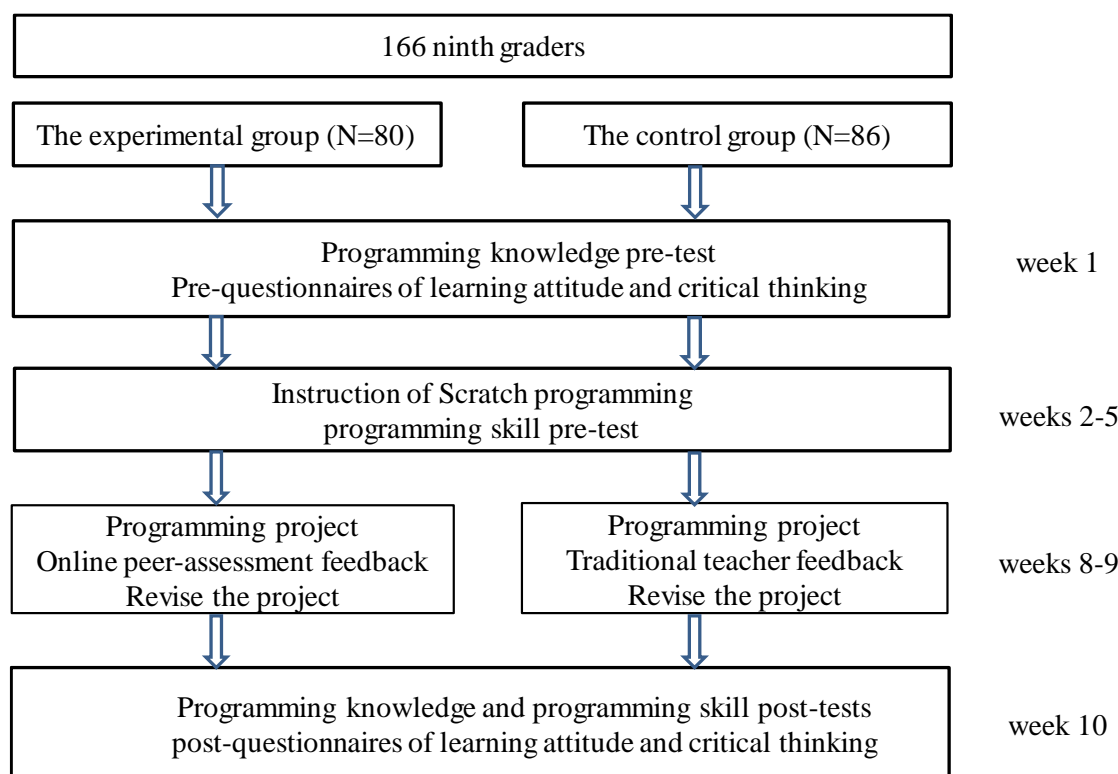 166 ninth graders
The experimental group (N=80)
The control group (N=86)
Programming knowledge pre-test
Pre-questionnaires of learning attitude and critical thinking
week 1
Instruction of Scratch programming
programming skill pre-test
weeks 2-5
Programming project
Online peer-assessment feedback
Revise the project
Programming project
Traditional teacher feedback
Revise the project
weeks 8-9
Programming knowledge and programming skill post-tests
post-questionnaires of learning attitude and critical thinking
week 10